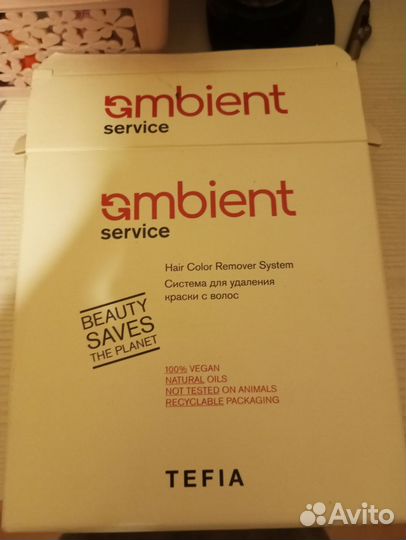 ambient
service
ambient
service
Hair Color Remover System
Система для удаления
краски с волос
BEAUTY
SAVES
THE PLANET
100% VEGAN
NATURAL OILS
NOT TESTED ON ANIMALS
RECYCLABLE PACKAGING
TEFIA
Avito